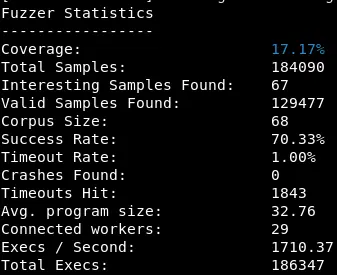 Fuzzer Statistics
-----------------
Coverage: 17.17%
Total Samples: 184090
Interesting Samples Found: 67
Valid Samples Found: 129477
Corpus Size: 68
Success Rate: 70.33%
Timeout Rate: 1.00%
Crashes Found: 0
Timeouts Hit: 1843
Avg. program size: 32.76
Connected workers: 29
Execs / Second: 1710.37
Total Execs: 186347